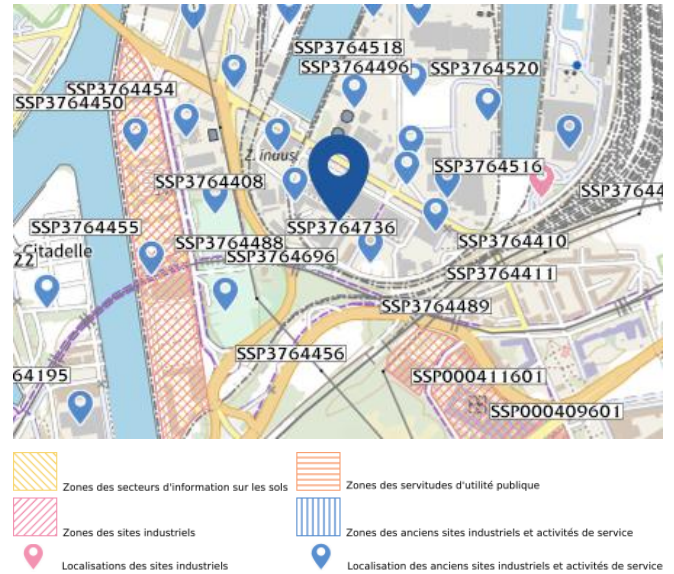 SSP3764518
SSP3764496
SSP3764520
SSP3764454
SSP3764450
Z. indus
SSP3764516
SSP3764408
SSP37644
SSP3764455
SSP3764736
Citadelle
22
SSP3764488
SSP3764410
SSP3764696
SSP3764411
SSP3764489
SSP3764456
64195
SSP000411601
SSP000409601
Zones des secteurs d'information sur les sols
Zones des servitudes d'utilité publique
Zones des sites industriels
Zones des anciens sites industriels et activités de service
Localisations des sites industriels
Localisation des anciens sites industriels et activités de service